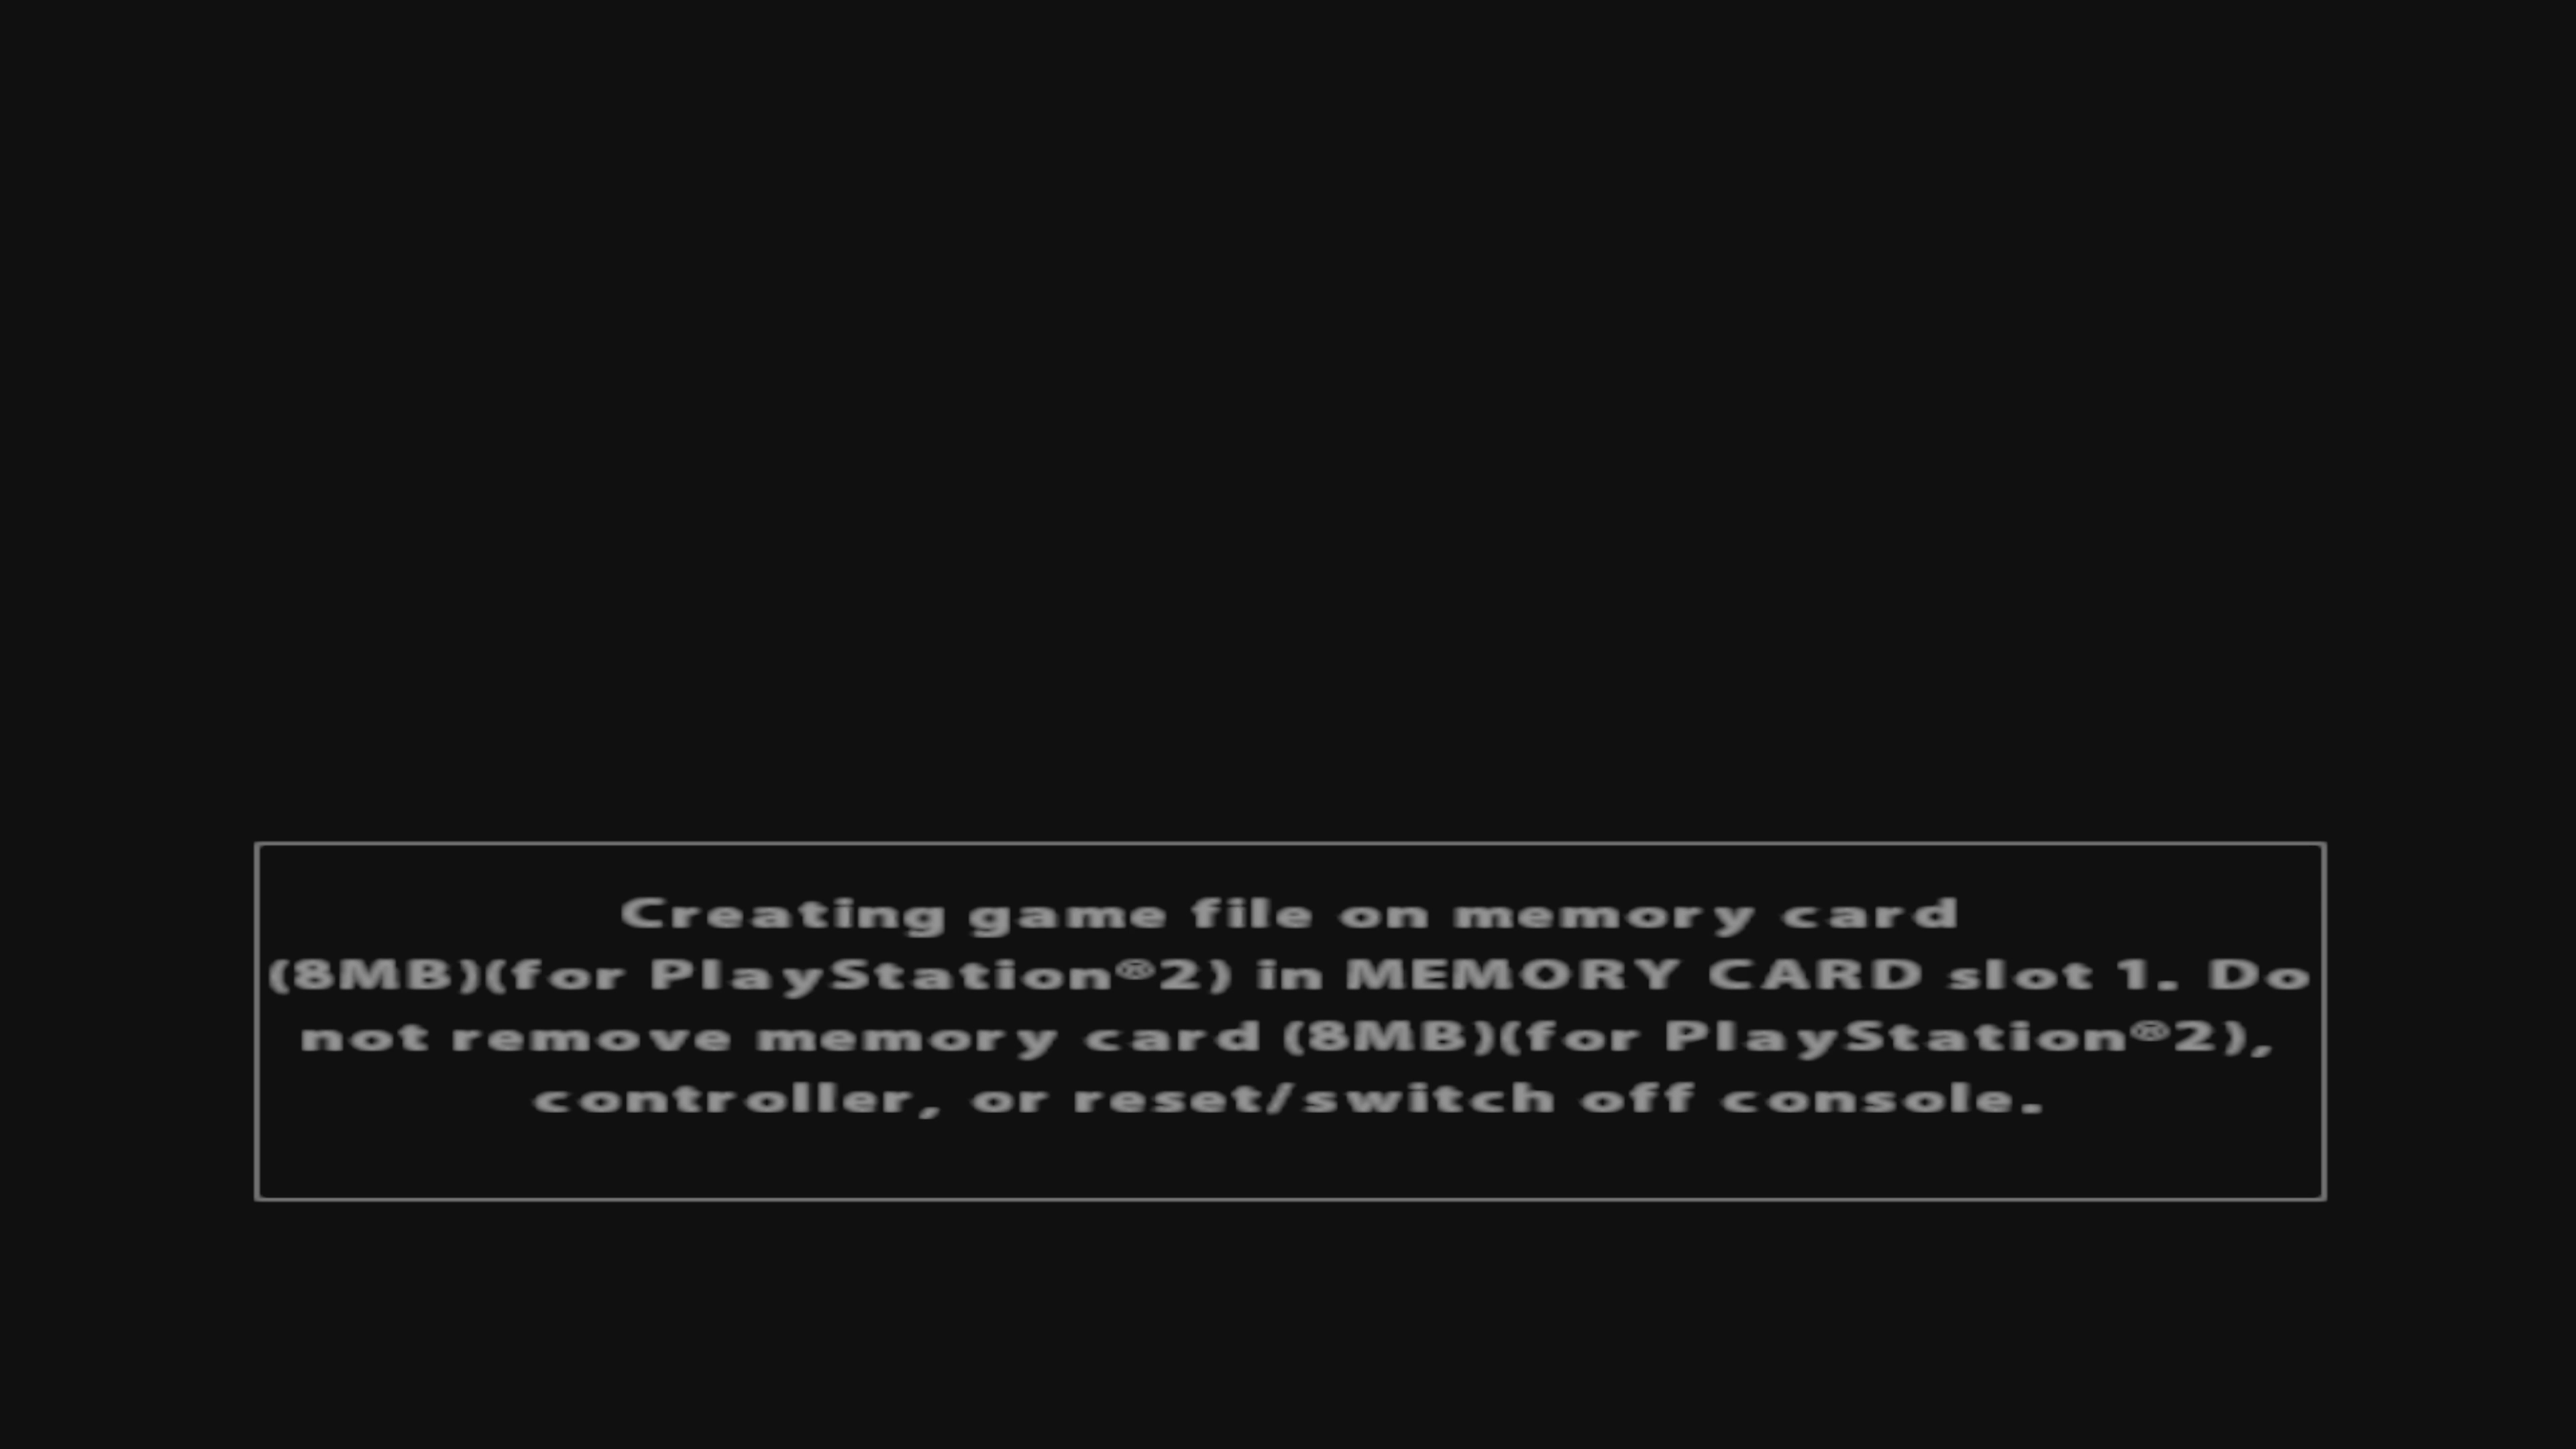 Creating game file on memory card
(8MB)(for PlayStation®2) in MEMORY CARD slot 1. Do
not remove memory card (8MB)(for PlayStation®2),
controller, or reset/switch off console.